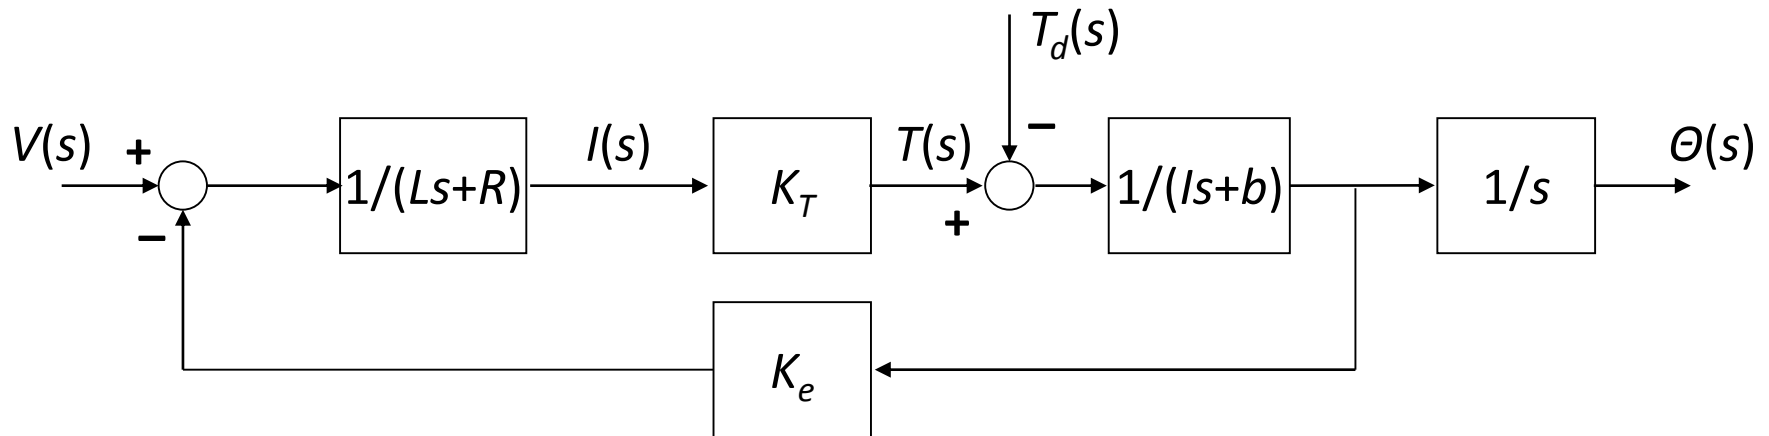 T_d(s)
V(s) + 1/(Ls+R) I(s) K_T T(s) − 1/(Is+b) 1/s Θ(s)
− +
K_e